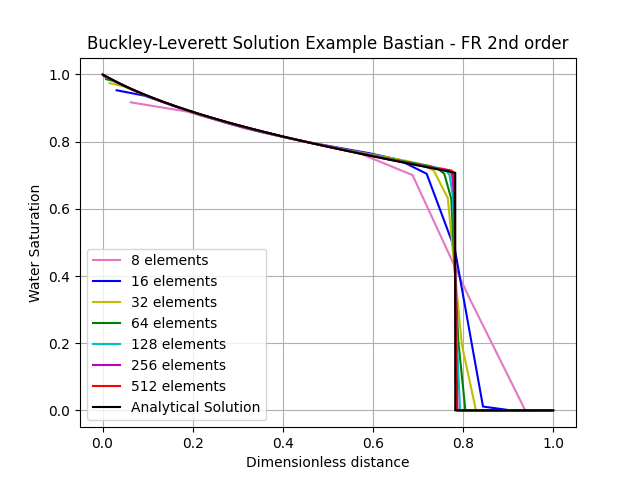 Buckley-Leverett Solution Example Bastian - FR 2nd order
Water Saturation
1.0
0.8
0.6
0.4
0.2
0.0
8 elements
16 elements
32 elements
64 elements
128 elements
256 elements
512 elements
Analytical Solution
0.0 0.2 0.4 0.6 0.8 1.0
Dimensionless distance